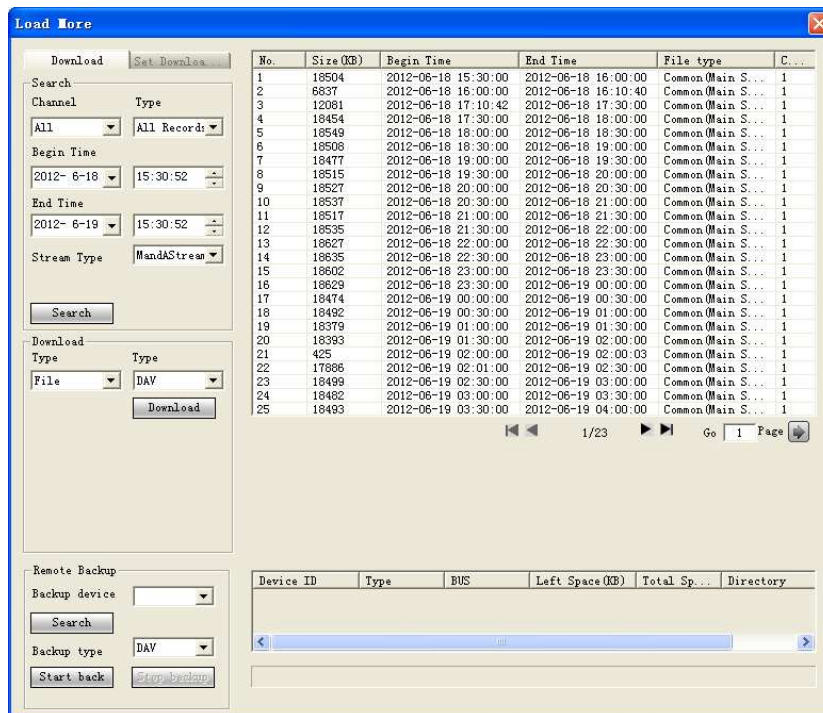 Load More
Download Set Downloa...
Search
Channel Type
All All Records
Begin Time
2012- 6-18 15:30:52
End Time
2012- 6-19 15:30:52
Stream Type MandAStream
Search
Download
Type Type
File DAV
Download
No. Size(KB) Begin Time End Time File type C...
1 18504 2012-06-18 15:30:00 2012-06-18 16:00:00 Common(Main S... 1
2 6837 2012-06-18 16:00:00 2012-06-18 16:10:40 Common(Main S... 1
3 12081 2012-06-18 17:10:42 2012-06-18 17:30:00 Common(Main S... 1
4 18454 2012-06-18 17:30:00 2012-06-18 18:00:00 Common(Main S... 1
5 18549 2012-06-18 18:00:00 2012-06-18 18:30:00 Common(Main S... 1
6 18508 2012-06-18 18:30:00 2012-06-18 19:00:00 Common(Main S... 1
7 18477 2012-06-18 19:00:00 2012-06-18 19:30:00 Common(Main S... 1
8 18515 2012-06-18 19:30:00 2012-06-18 20:00:00 Common(Main S... 1
9 18527 2012-06-18 20:00:00 2012-06-18 20:30:00 Common(Main S... 1
10 18537 2012-06-18 20:30:00 2012-06-18 21:00:00 Common(Main S... 1
11 18517 2012-06-18 21:00:00 2012-06-18 21:30:00 Common(Main S... 1
12 18535 2012-06-18 21:30:00 2012-06-18 22:00:00 Common(Main S... 1
13 18627 2012-06-18 22:00:00 2012-06-18 22:30:00 Common(Main S... 1
14 18635 2012-06-18 22:30:00 2012-06-18 23:00:00 Common(Main S... 1
15 18602 2012-06-18 23:00:00 2012-06-18 23:30:00 Common(Main S... 1
16 18629 2012-06-18 23:30:00 2012-06-19 00:00:00 Common(Main S... 1
17 18474 2012-06-19 00:00:00 2012-06-19 00:30:00 Common(Main S... 1
18 18492 2012-06-19 00:30:00 2012-06-19 01:00:00 Common(Main S... 1
19 18379 2012-06-19 01:00:00 2012-06-19 01:30:00 Common(Main S... 1
20 18393 2012-06-19 01:30:00 2012-06-19 02:00:00 Common(Main S... 1
21 425 2012-06-19 02:00:00 2012-06-19 02:00:03 Common(Main S... 1
22 17886 2012-06-19 02:01:00 2012-06-19 02:30:00 Common(Main S... 1
23 18499 2012-06-19 02:30:00 2012-06-19 03:00:00 Common(Main S... 1
24 18482 2012-06-19 03:00:00 2012-06-19 03:30:00 Common(Main S... 1
25 18493 2012-06-19 03:30:00 2012-06-19 04:00:00 Common(Main S... 1
1/23 Go 1 Page
Remote Backup
Backup device
Search
Backup type DAV
Start back Stop backup
Device ID Type BUS Left Space(KB) Total Sp... Directory